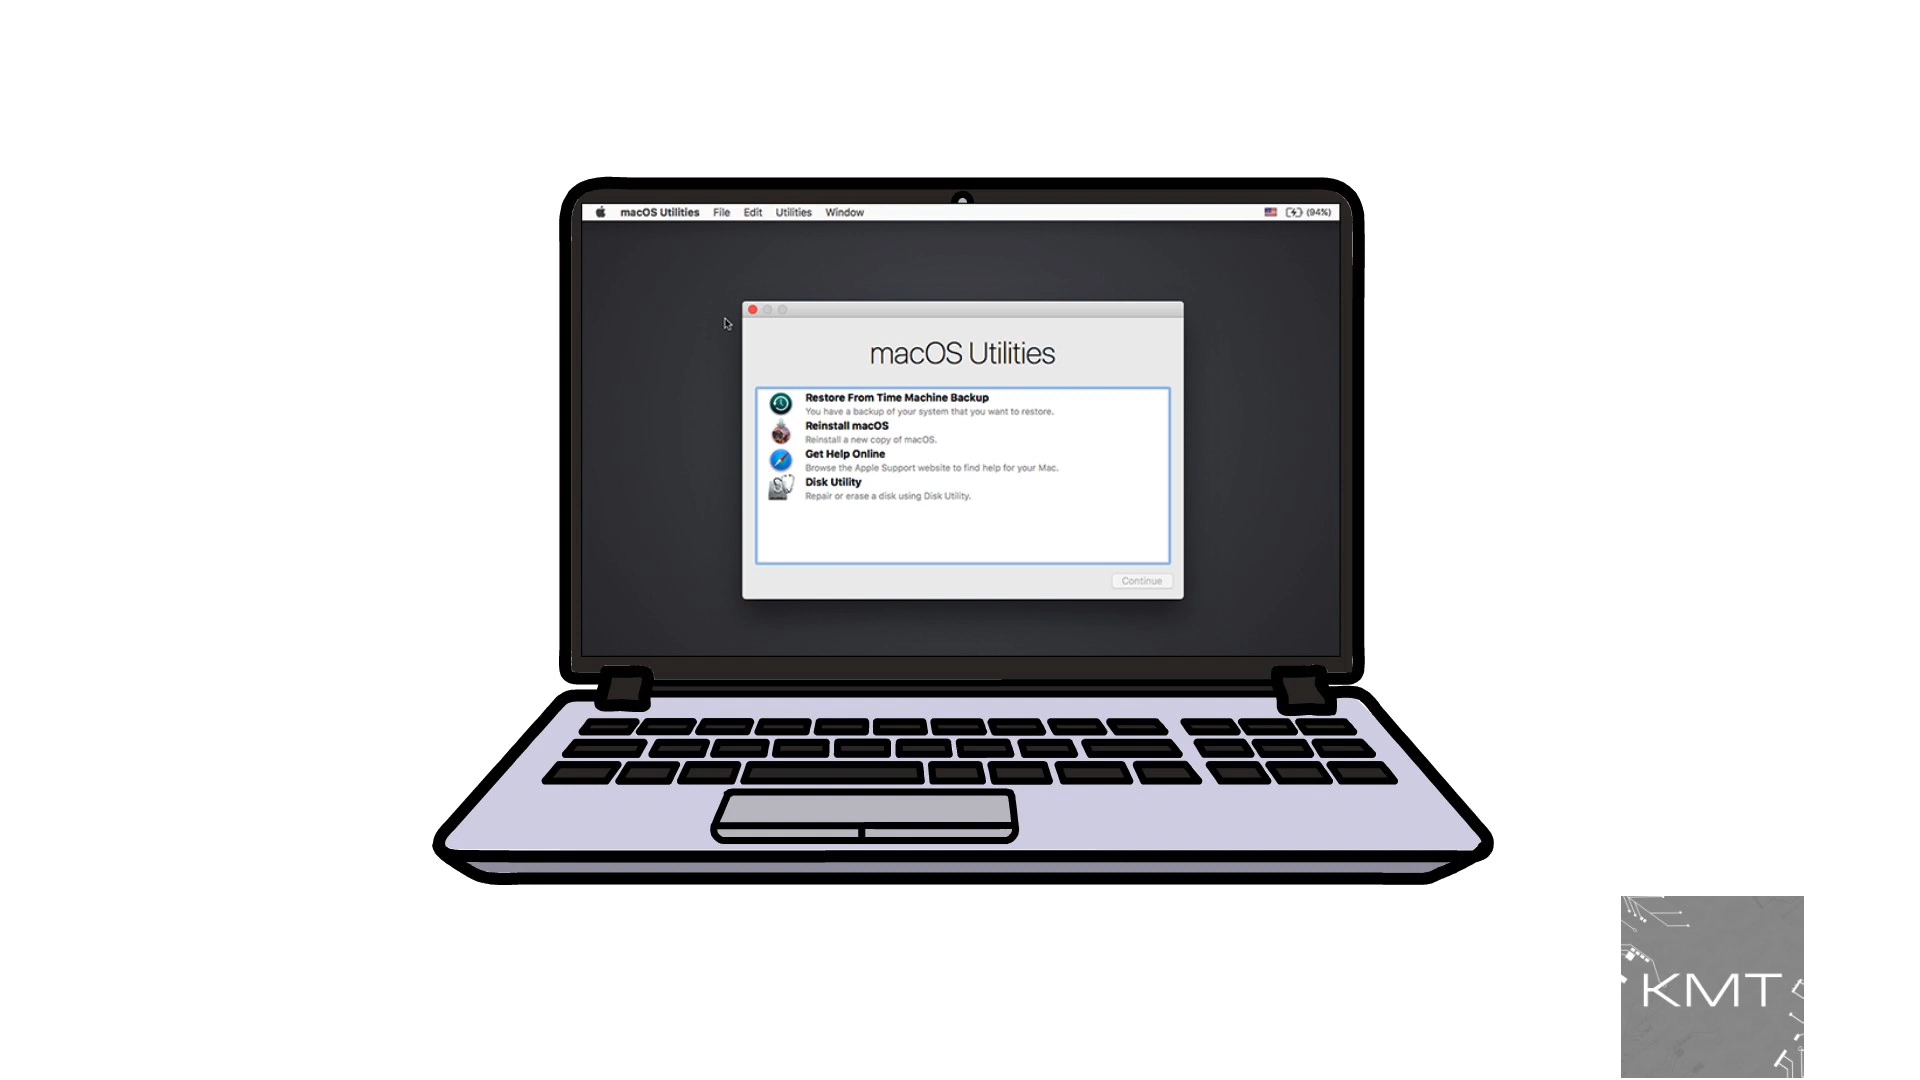 macOS Utilities File Edit Utilities Window (94%)
macOS Utilities
Restore From Time Machine Backup
You have a backup of your system that you want to restore.
Reinstall macOS
Reinstall a new copy of macOS.
Get Help Online
Browse the Apple Support website to find help for your Mac.
Disk Utility
Repair or erase a disk using Disk Utility.
Continue
KMT